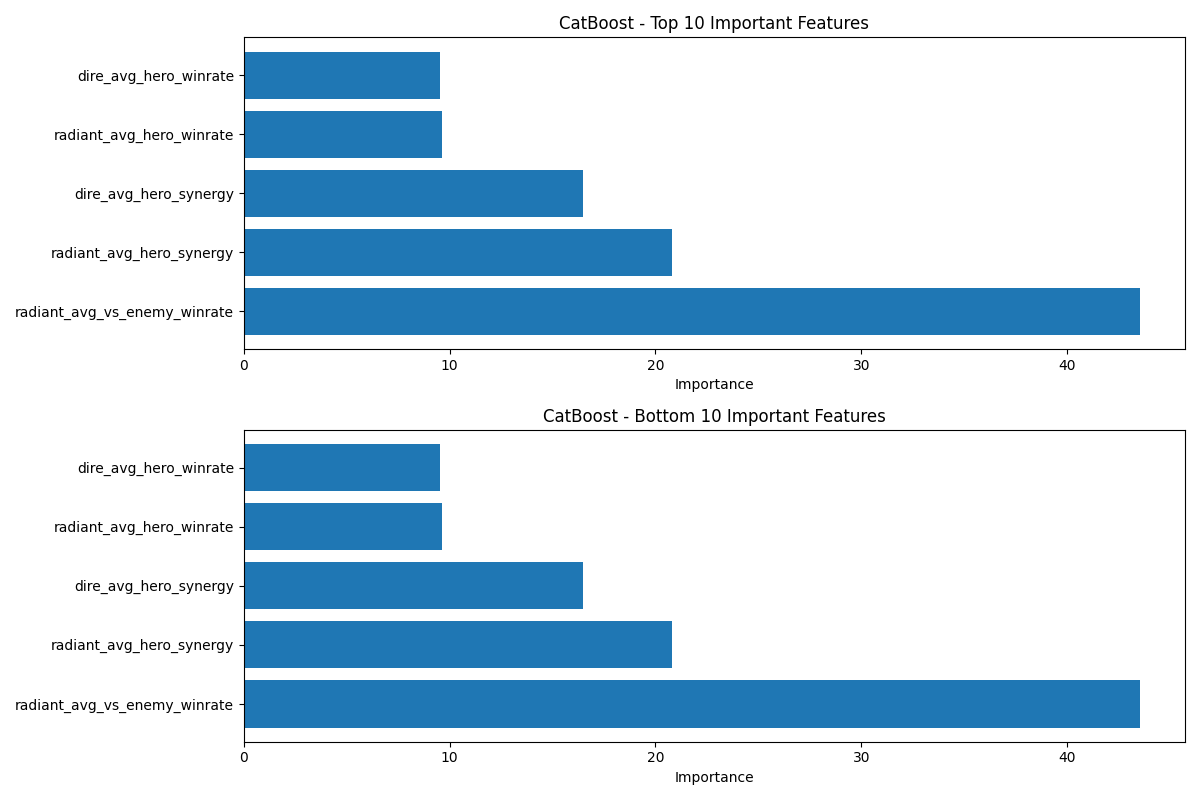 CatBoost - Top 10 Important Features
dire_avg_hero_winrate
radiant_avg_hero_winrate
dire_avg_hero_synergy
radiant_avg_hero_synergy
radiant_avg_vs_enemy_winrate
0 10 20 30 40
Importance
CatBoost - Bottom 10 Important Features
dire_avg_hero_winrate
radiant_avg_hero_winrate
dire_avg_hero_synergy
radiant_avg_hero_synergy
radiant_avg_vs_enemy_winrate
0 10 20 30 40
Importance